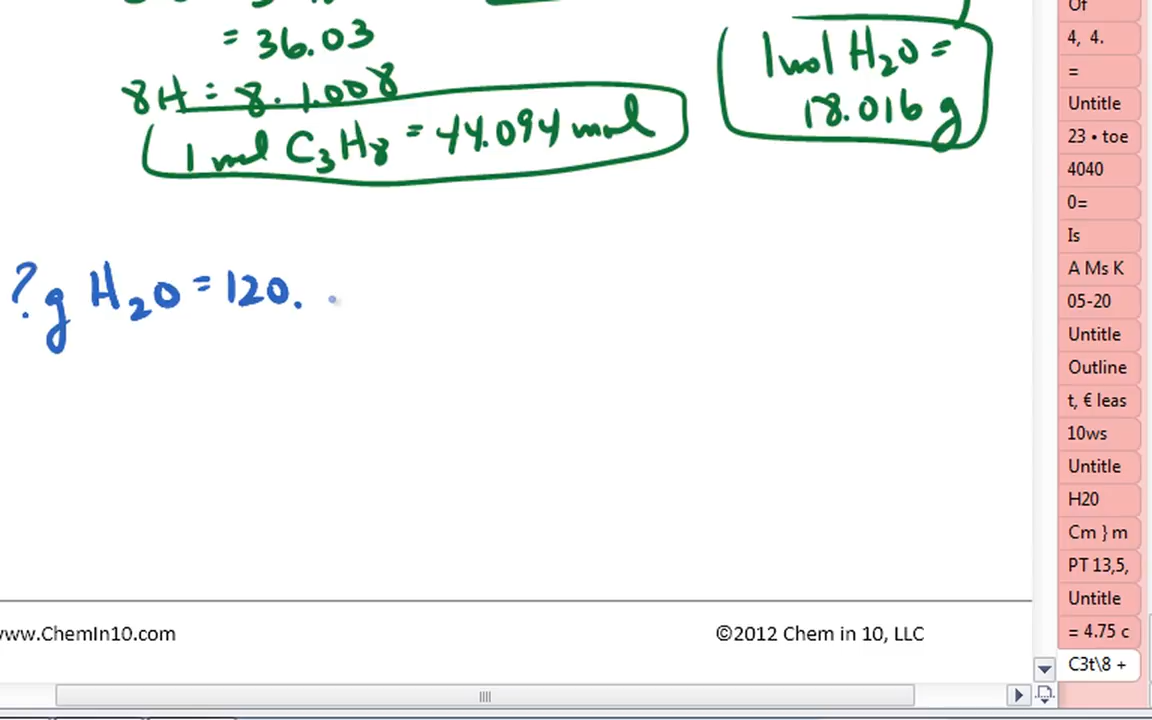 = 36.03
8H = 8 · 1.008
1 mol C₃H₈ = 44.094 mol
1 mol H₂O =
18.016 g
? g H₂O = 120.
www.ChemIn10.com
©2012 Chem in 10, LLC
Of
4, 4.
=
Untitle
23 • toe
4040
0=
Is
A Ms K
05-20
Untitle
Outline
t, € leas
10ws
Untitle
H20
Cm } m
PT 13,5,
Untitle
= 4.75 c
C3t\8 +